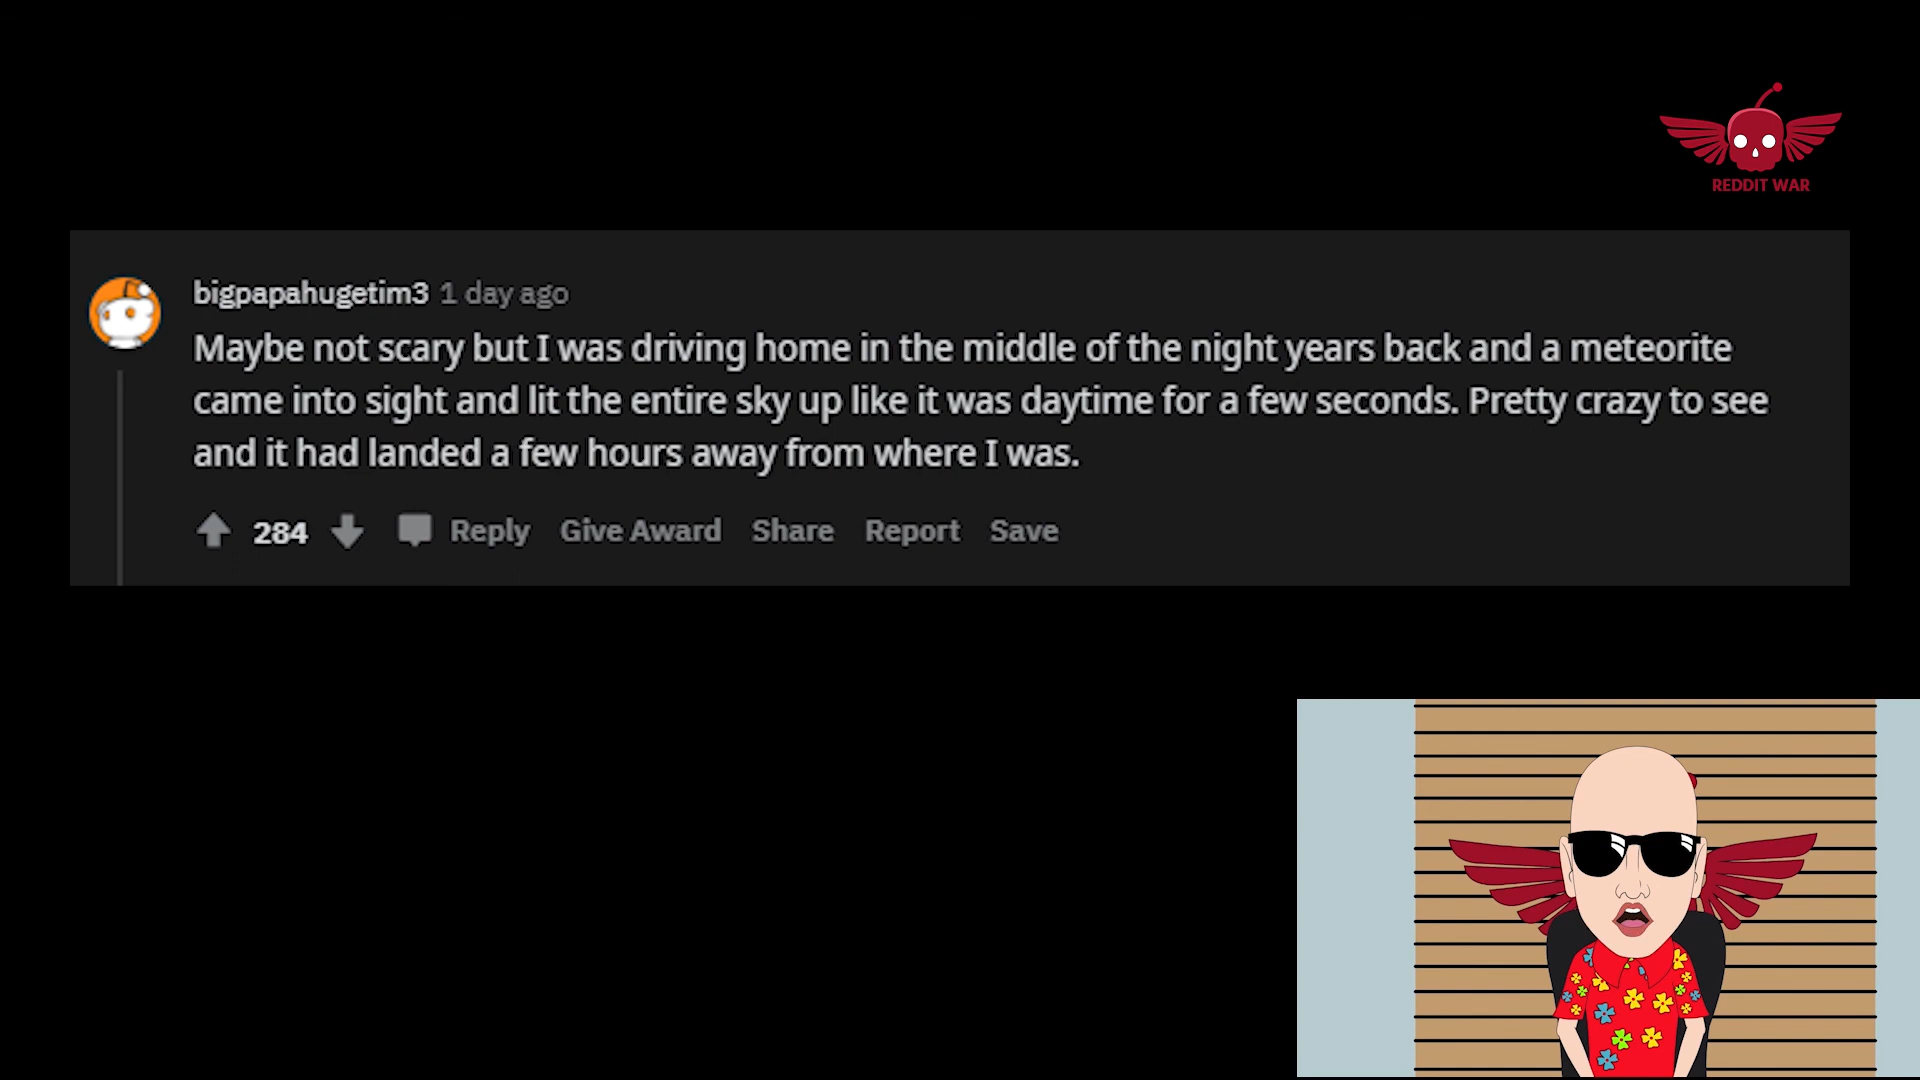 REDDIT WAR
bigpapahugetim3 1 day ago
Maybe not scary but I was driving home in the middle of the night years back and a meteorite
came into sight and lit the entire sky up like it was daytime for a few seconds. Pretty crazy to see
and it had landed a few hours away from where I was.
284 Reply Give Award Share Report Save